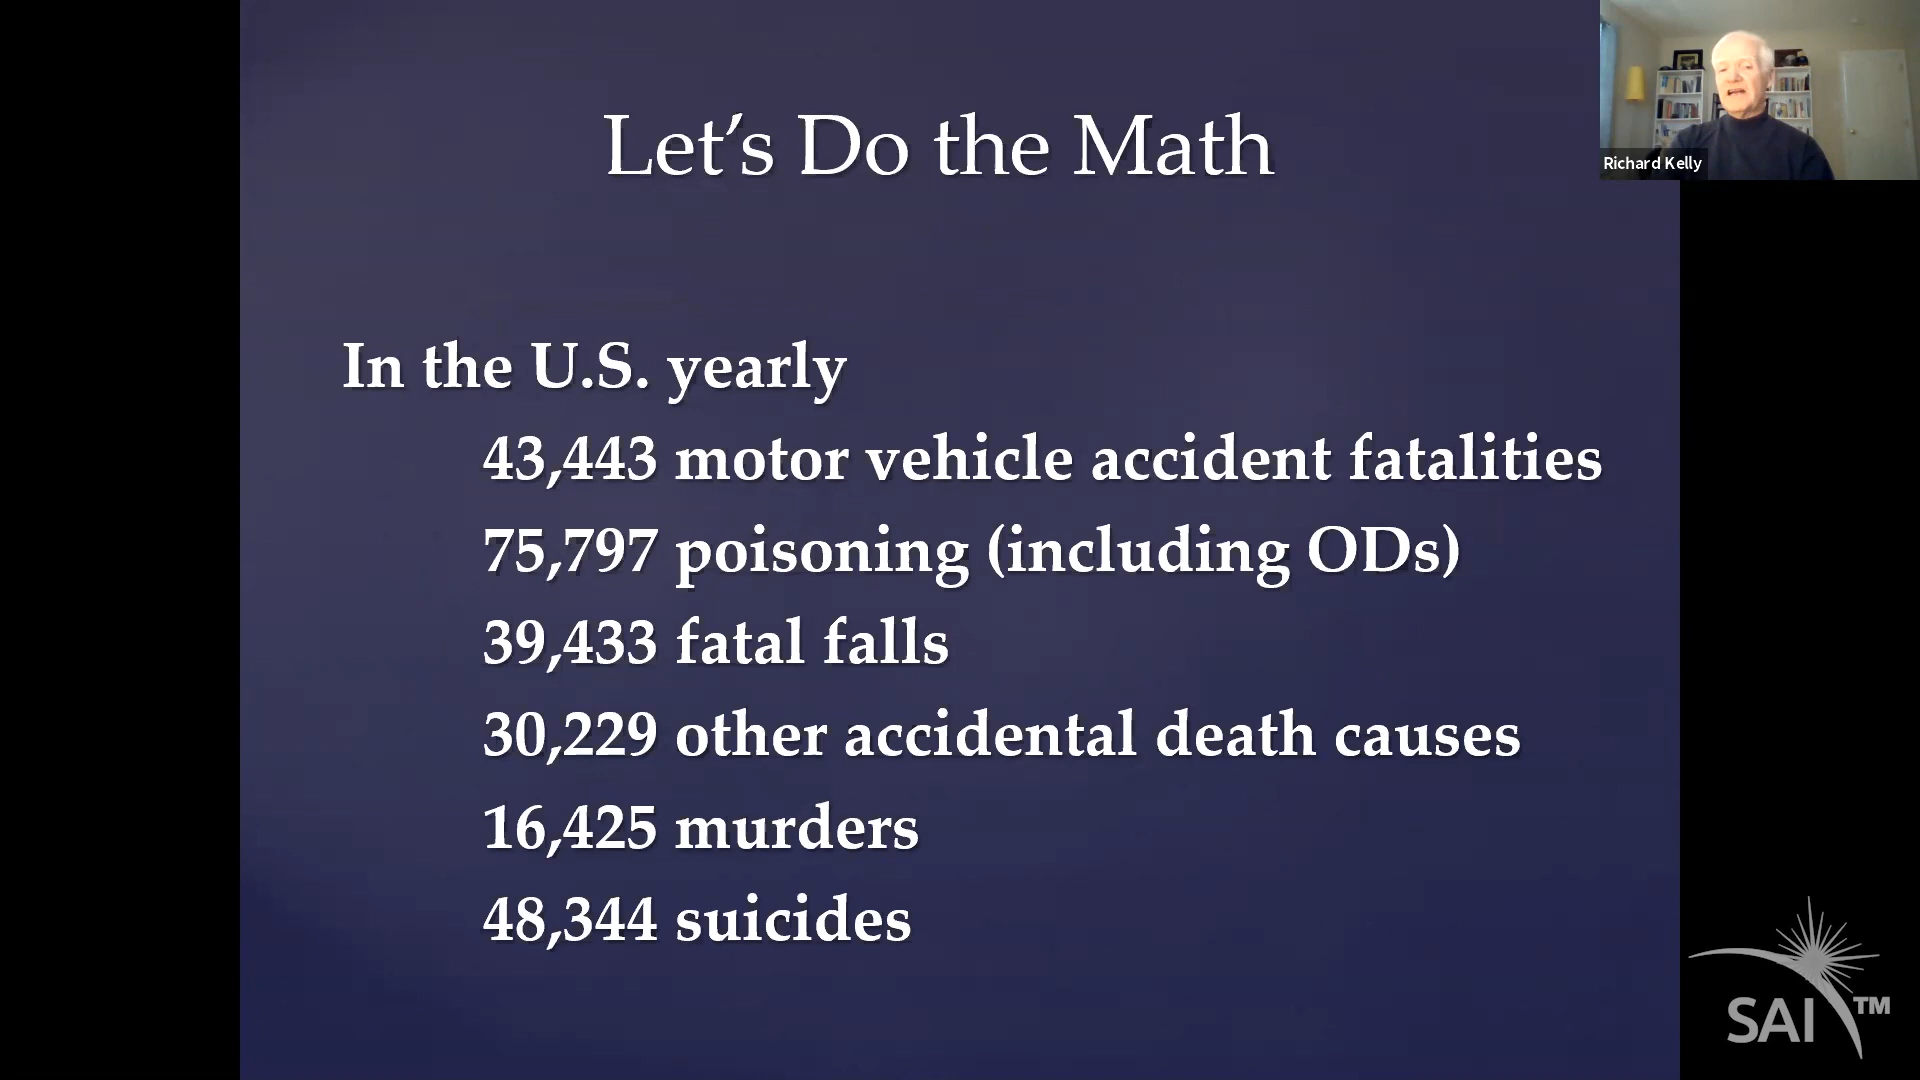 Let’s Do the Math
Richard Kelly
In the U.S. yearly
43,443 motor vehicle accident fatalities
75,797 poisoning (including ODs)
39,433 fatal falls
30,229 other accidental death causes
16,425 murders
48,344 suicides
SAI™